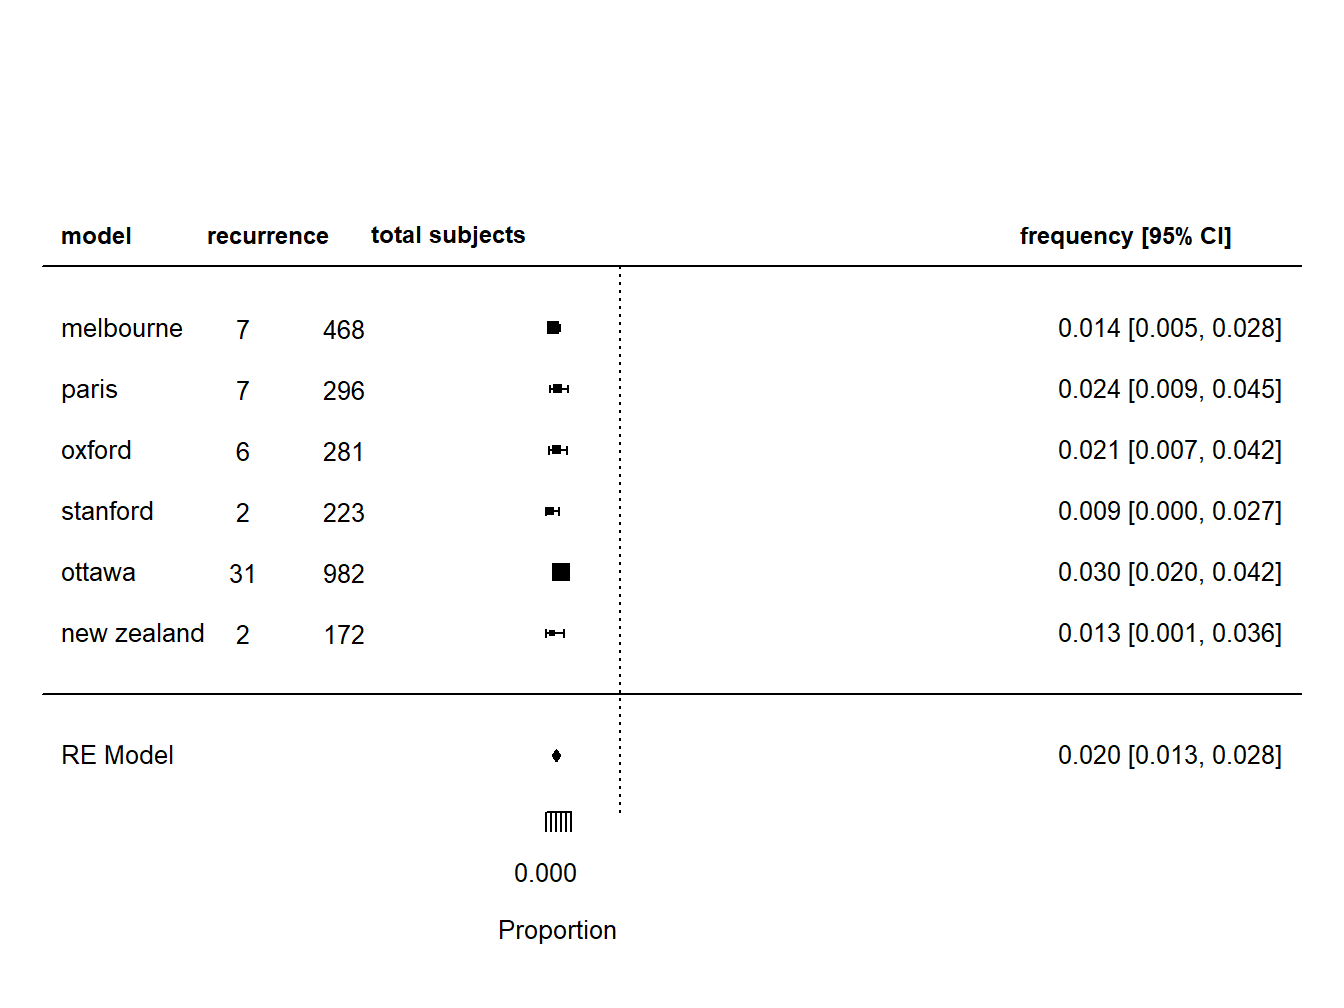 model recurrence total subjects frequency [95% CI]
melbourne 7 468 0.014 [0.005, 0.028]
paris 7 296 0.024 [0.009, 0.045]
oxford 6 281 0.021 [0.007, 0.042]
stanford 2 223 0.009 [0.000, 0.027]
ottawa 31 982 0.030 [0.020, 0.042]
new zealand 2 172 0.013 [0.001, 0.036]
RE Model 0.020 [0.013, 0.028]
0.000
Proportion